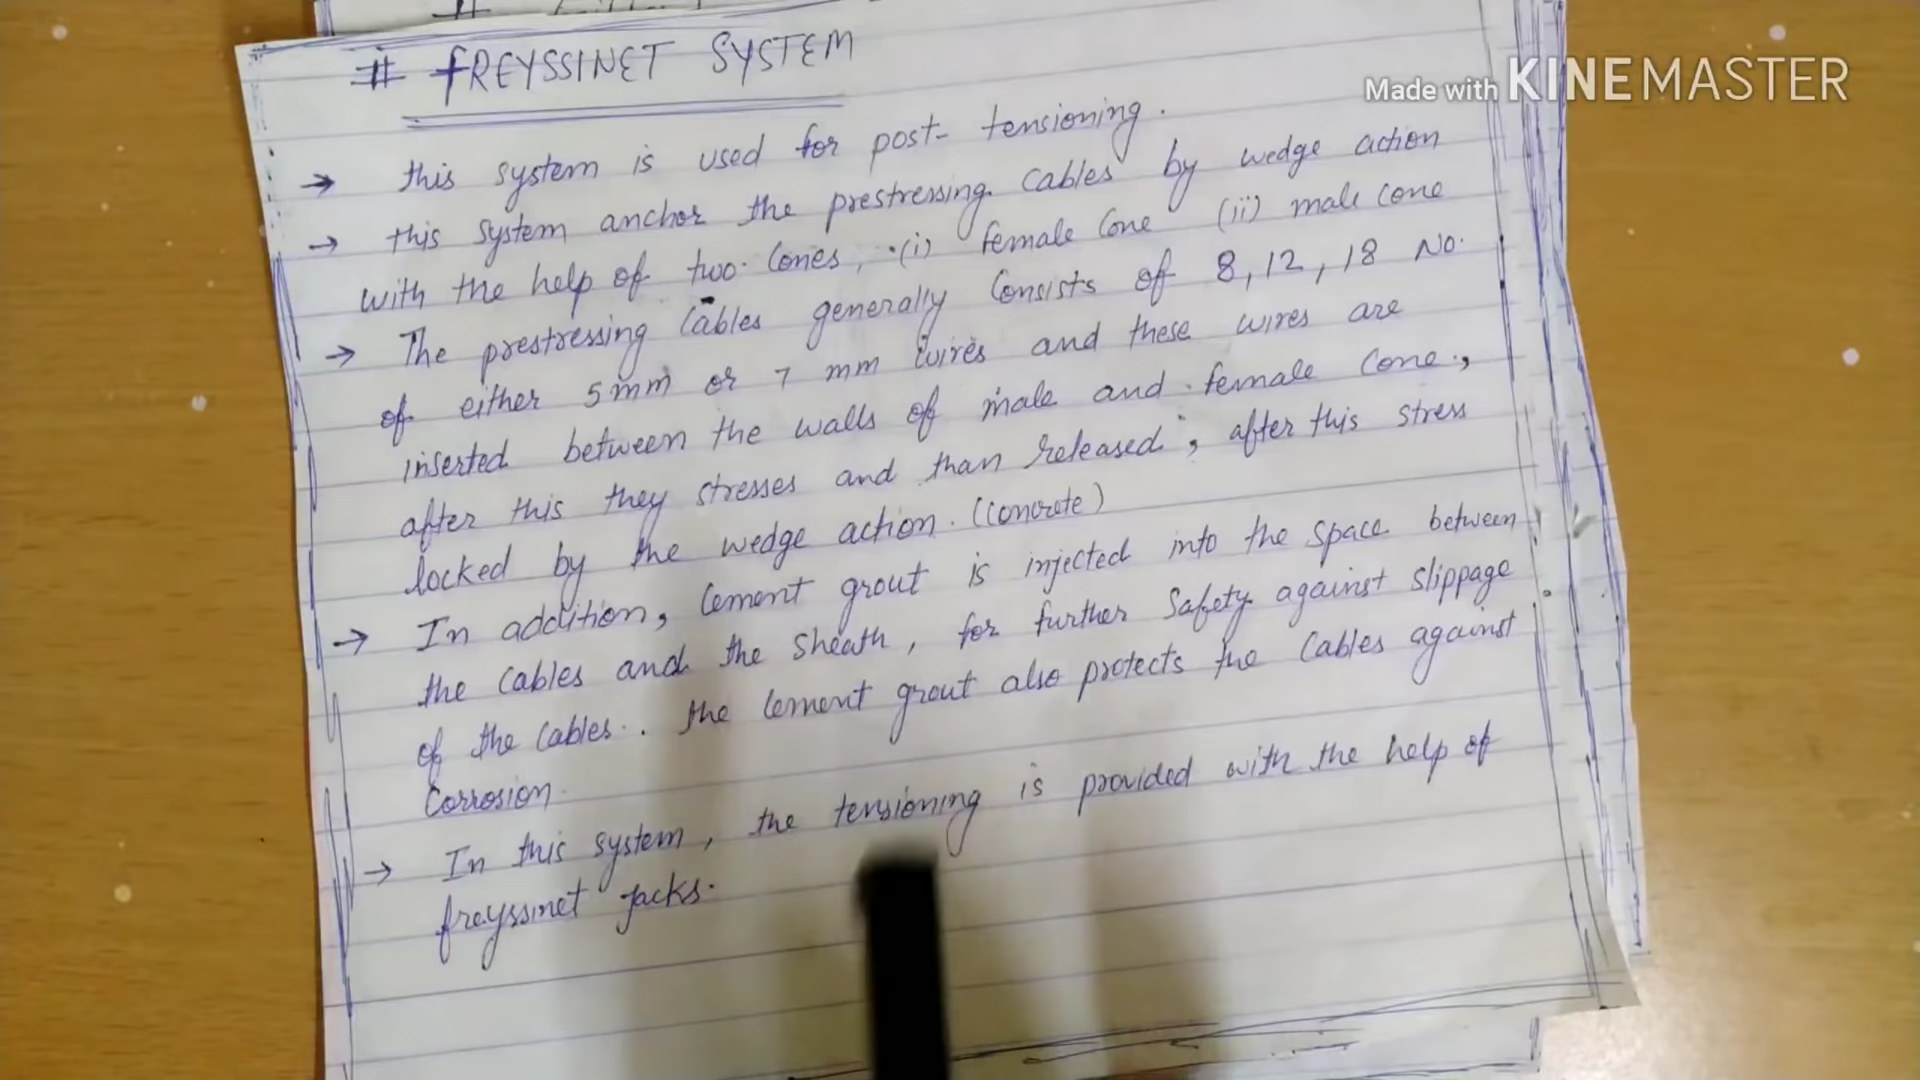 # FREYSSINET SYSTEM
Made with KINEMASTER
→ this system is used for post- tensioning.
→ this system anchor the prestressing cables by wedge action
with the help of two cones, (i) female cone (ii) male cone
→ The prestressing cables generally consists of 8, 12, 18 No.
of either 5mm or 7 mm wires and these wires are
inserted between the walls of male and female cone,
after this they stresses and than released, after this stress
locked by the wedge action. (concrete)
→ In addition, cement grout is injected into the space between
the cables and the sheath, for further safety against slippage
of the cables. the cement grout also protects the cables against
corrosion.
→ In this system, the tensioning is provided with the help of
freyssinet jacks.